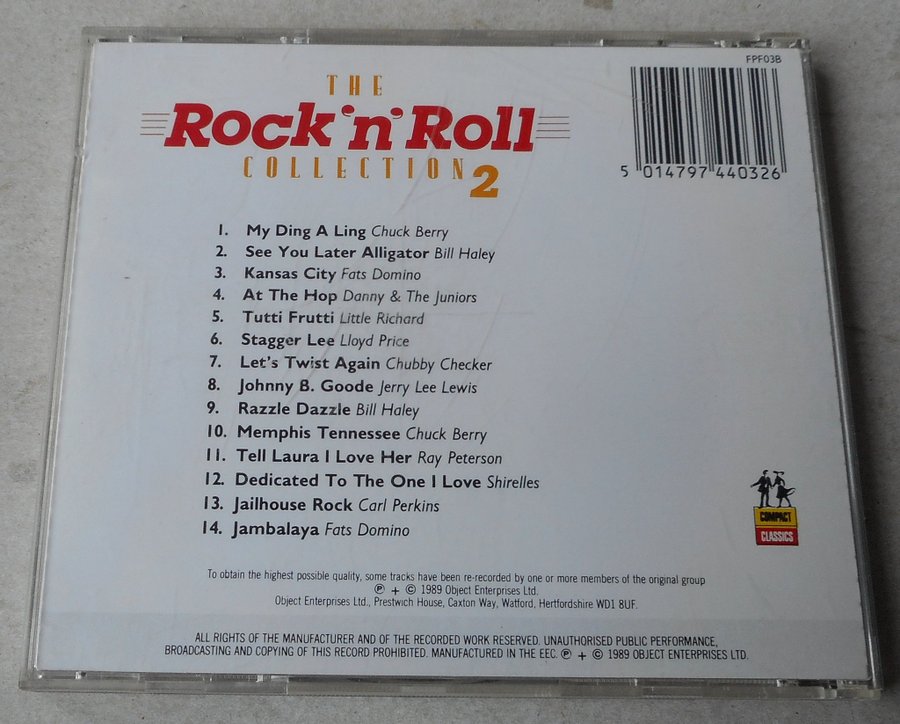 FPF03B
THE
Rock 'n' Roll
COLLECTION 2
5 014797 440326
1. My Ding A Ling Chuck Berry
2. See You Later Alligator Bill Haley
3. Kansas City Fats Domino
4. At The Hop Danny & The Juniors
5. Tutti Frutti Little Richard
6. Stagger Lee Lloyd Price
7. Let's Twist Again Chubby Checker
8. Johnny B. Goode Jerry Lee Lewis
9. Razzle Dazzle Bill Haley
10. Memphis Tennessee Chuck Berry
11. Tell Laura I Love Her Ray Peterson
12. Dedicated To The One I Love Shirelles
13. Jailhouse Rock Carl Perkins
14. Jambalaya Fats Domino
COMPACT
CLASSICS
To obtain the highest possible quality, some tracks have been re-recorded by one or more members of the original group
℗ + © 1989 Object Enterprises Ltd.
Object Enterprises Ltd., Prestwich House, Caxton Way, Watford, Hertfordshire WD1 8UF.
ALL RIGHTS OF THE MANUFACTURER AND OF THE RECORDED WORK RESERVED. UNAUTHORISED PUBLIC PERFORMANCE,
BROADCASTING AND COPYING OF THIS RECORD PROHIBITED. MANUFACTURED IN THE EEC. ℗ + © 1989 OBJECT ENTERPRISES LTD.